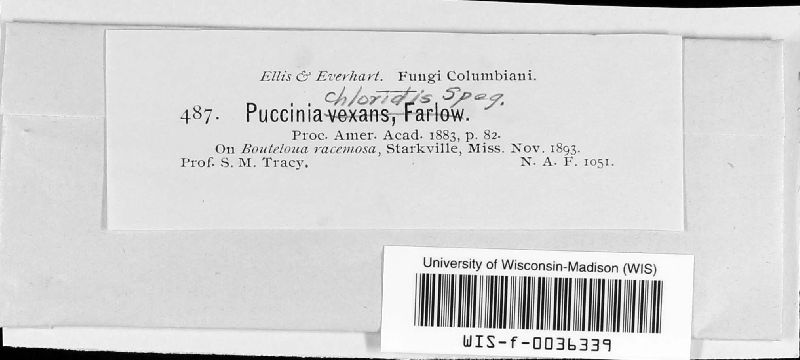 Ellis & Everhart. Fungi Columbiani.
chloridis Speg.
487. Puccinia vexans, Farlow.
Proc. Amer. Acad. 1883, p. 82.
On Bouteloua racemosa, Starkville, Miss. Nov. 1893.
Prof. S. M. Tracy. N. A. F. 1051.
University of Wisconsin-Madison (WIS)
WIS-f-0036339